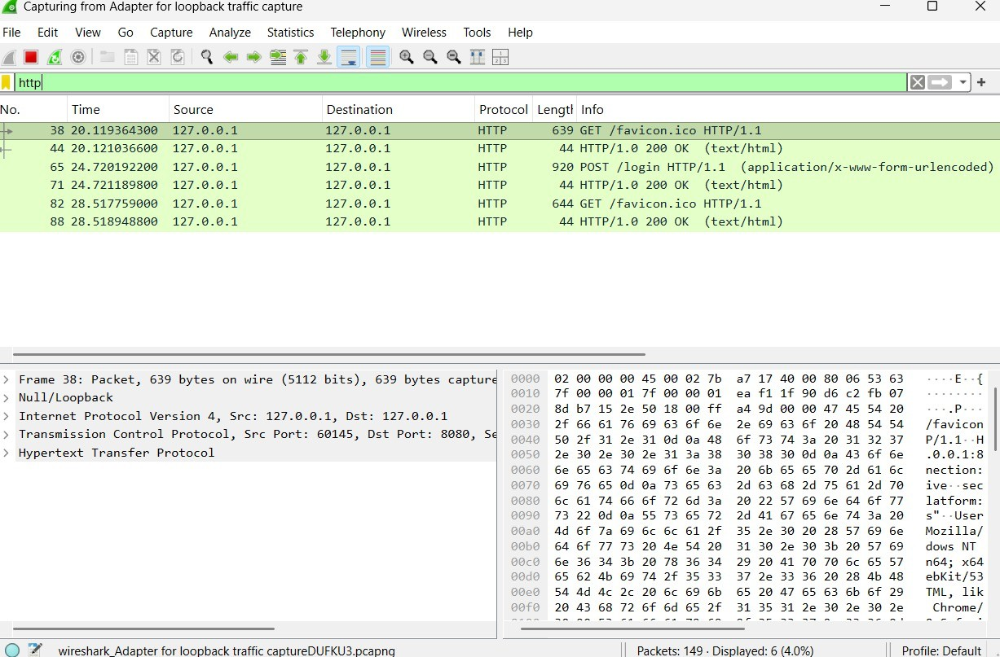 Capturing from Adapter for loopback traffic capture
File Edit View Go Capture Analyze Statistics Telephony Wireless Tools Help
http
No. Time Source Destination Protocol Lengtl Info
38 20.119364300 127.0.0.1 127.0.0.1 HTTP 639 GET /favicon.ico HTTP/1.1
44 20.121036600 127.0.0.1 127.0.0.1 HTTP 44 HTTP/1.0 200 OK (text/html)
65 24.720192200 127.0.0.1 127.0.0.1 HTTP 920 POST /login HTTP/1.1 (application/x-www-form-urlencoded)
71 24.721189800 127.0.0.1 127.0.0.1 HTTP 44 HTTP/1.0 200 OK (text/html)
82 28.517759000 127.0.0.1 127.0.0.1 HTTP 644 GET /favicon.ico HTTP/1.1
88 28.518948800 127.0.0.1 127.0.0.1 HTTP 44 HTTP/1.0 200 OK (text/html)
Frame 38: Packet, 639 bytes on wire (5112 bits), 639 bytes capture
Null/Loopback
Internet Protocol Version 4, Src: 127.0.0.1, Dst: 127.0.0.1
Transmission Control Protocol, Src Port: 60145, Dst Port: 8080, Se
Hypertext Transfer Protocol
0000 02 00 00 00 45 00 02 7b a7 17 40 00 80 06 53 63 ····E··{
0010 7f 00 00 01 7f 00 00 01 ea f1 1f 90 d6 c2 fb 07 ········
0020 8d b7 15 2e 50 18 00 ff a4 9d 00 00 47 45 54 20 ···.P···
0030 2f 66 61 76 69 63 6f 6e 2e 69 63 6f 20 48 54 54 /favicon
0040 50 2f 31 2e 31 0d 0a 48 6f 73 74 3a 20 31 32 37 P/1.1··H
0050 2e 30 2e 30 2e 31 3a 38 30 38 30 0d 0a 43 6f 6e .0.0.1:8
0060 6e 65 63 74 69 6f 6e 3a 20 6b 65 65 70 2d 61 6c nection:
0070 69 76 65 0d 0a 73 65 63 2d 63 68 2d 75 61 2d 70 ive··sec
0080 6c 61 74 66 6f 72 6d 3a 20 22 57 69 6e 64 6f 77 latform:
0090 73 22 0d 0a 55 73 65 72 2d 41 67 65 6e 74 3a 20 s"··User
00a0 4d 6f 7a 69 6c 6c 61 2f 35 2e 30 20 28 57 69 6e Mozilla/
00b0 64 6f 77 73 20 4e 54 20 31 30 2e 30 3b 20 57 69 dows NT
00c0 6e 36 34 3b 20 78 36 34 29 20 41 70 70 6c 65 57 n64; x64
00d0 65 62 4b 69 74 2f 35 33 37 2e 33 36 20 28 4b 48 ebKit/53
00e0 54 4d 4c 2c 20 6c 69 6b 65 20 47 65 63 6b 6f 29 TML, lik
00f0 20 43 68 72 6f 6d 65 2f 31 35 31 2e 30 2e 30 2e Chrome/
wireshark_Adapter for loopback traffic captureDUFKU3.pcapng Packets: 149 · Displayed: 6 (4.0%) Profile: Default